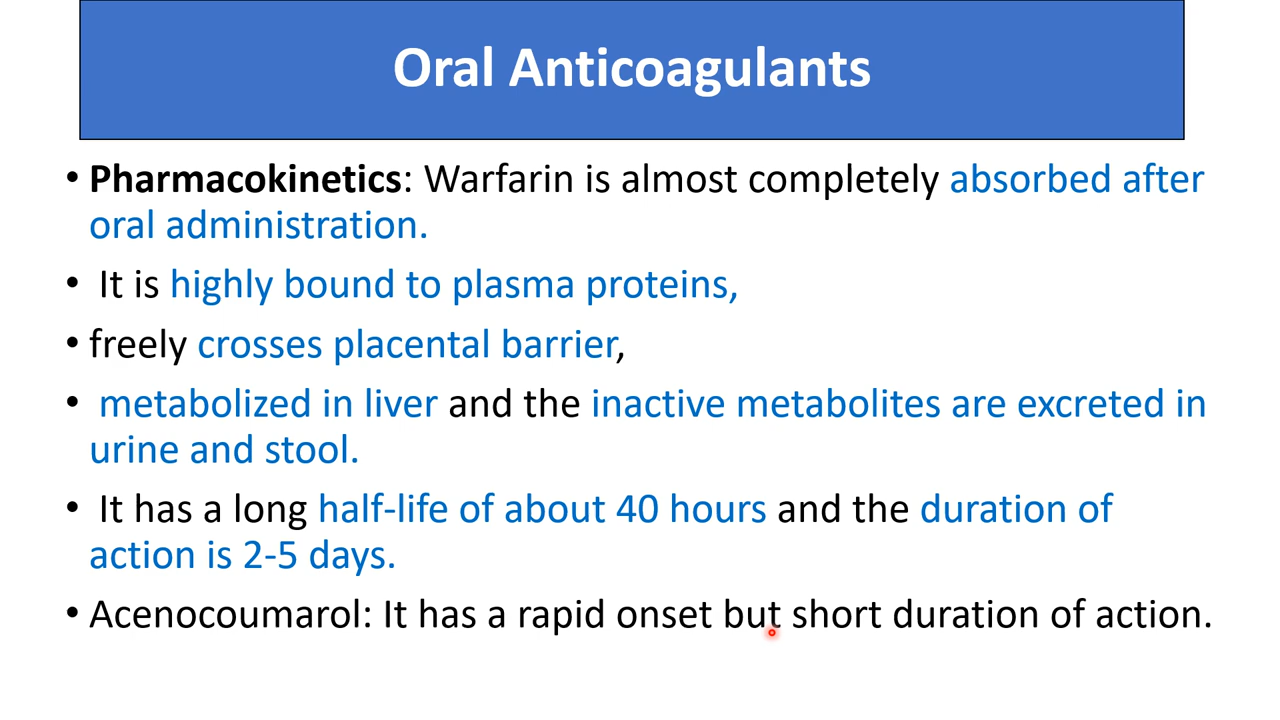 Oral Anticoagulants
• Pharmacokinetics: Warfarin is almost completely absorbed after
oral administration.
• It is highly bound to plasma proteins,
• freely crosses placental barrier,
• metabolized in liver and the inactive metabolites are excreted in
urine and stool.
• It has a long half-life of about 40 hours and the duration of
action is 2-5 days.
• Acenocoumarol: It has a rapid onset but short duration of action.